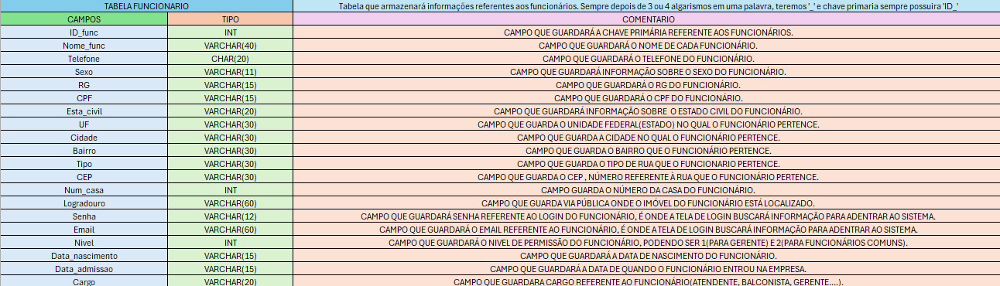 TABELA FUNCIONARIO Tabela que armazenará informações referentes aos funcionários. Sempre depois de 3 ou 4 algarismos em uma palavra, teremos '_' e chave primaria sempre possuira 'ID_'
CAMPOS TIPO COMENTARIO
ID_func INT CAMPO QUE GUARDARÁ A CHAVE PRIMÁRIA REFERENTE AOS FUNCIONÁRIOS.
Nome_func VARCHAR(40) CAMPO QUE GUARDARÁ O NOME DE CADA FUNCIONÁRIO.
Telefone CHAR(20) CAMPO QUE GUARDARÁ O TELEFONE DO FUNCIONÁRIO.
Sexo VARCHAR(11) CAMPO QUE GUARDARÁ INFORMAÇÃO SOBRE O SEXO DO FUNCIONÁRIO.
RG VARCHAR(15) CAMPO QUE GUARDARÁ O RG DO FUNCIONÁRIO.
CPF VARCHAR(15) CAMPO QUE GUARDARÁ O CPF DO FUNCIONÁRIO.
Esta_civil VARCHAR(20) CAMPO QUE GUARDARÁ INFORMAÇÃO SOBRE O ESTADO CIVIL DO FUNCIONÁRIO.
UF VARCHAR(30) CAMPO QUE GUARDA O UNIDADE FEDERAL(ESTADO) NO QUAL O FUNCIONÁRIO PERTENCE.
Cidade VARCHAR(30) CAMPO QUE GUARDA A CIDADE NO QUAL O FUNCIONÁRIO PERTENCE.
Bairro VARCHAR(30) CAMPO QUE GUARDA O BAIRRO QUE O FUNCIONÁRIO PERTENCE.
Tipo VARCHAR(30) CAMPO QUE GUARDA O TIPO DE RUA QUE O FUNCIONARIO PERTENCE.
CEP VARCHAR(30) CAMPO QUE GUARDA O CEP , NÚMERO REFERENTE À RUA QUE O FUNCIONÁRIO PERTENCE.
Num_casa INT CAMPO GUARDA O NÚMERO DA CASA DO FUNCIONÁRIO.
Logradouro VARCHAR(60) CAMPO QUE GUARDARÁ VIA PÚBLICA ONDE O IMÓVEL DO FUNCIONÁRIO ESTÁ LOCALIZADO.
Senha VARCHAR(12) CAMPO QUE GUARDARÁ SENHA REFERENTE AO LOGIN DO FUNCIONÁRIO, É ONDE A TELA DE LOGIN BUSCARÁ INFORMAÇÃO PARA ADENTRAR AO SISTEMA.
Email VARCHAR(60) CAMPO QUE GUARDARÁ O EMAIL REFERENTE AO FUNCIONÁRIO, É ONDE A TELA DE LOGIN BUSCARÁ INFORMAÇÃO PARA ADENTRAR AO SISTEMA.
Nivel INT CAMPO QUE GUARDARÁ O NIVEL DE PERMISSÃO DO FUNCIONÁRIO, PODENDO SER 1(PARA GERENTE) E 2(PARA FUNCIONÁRIOS COMUNS).
Data_nascimento VARCHAR(15) CAMPO QUE GUARDARÁ A DATA DE NASCIMENTO DO FUNCIONÁRIO.
Data_admissao VARCHAR(15) CAMPO QUE GUARDARÁ A DATA DE QUANDO O FUNCIONÁRIO ENTROU NA EMPRESA.
Cargo VARCHAR(20) CAMPO QUE GUARDARA CARGO REFERENTE AO FUNCIONÁRIO(ATENDENTE, BALCONISTA, GERENTE....).